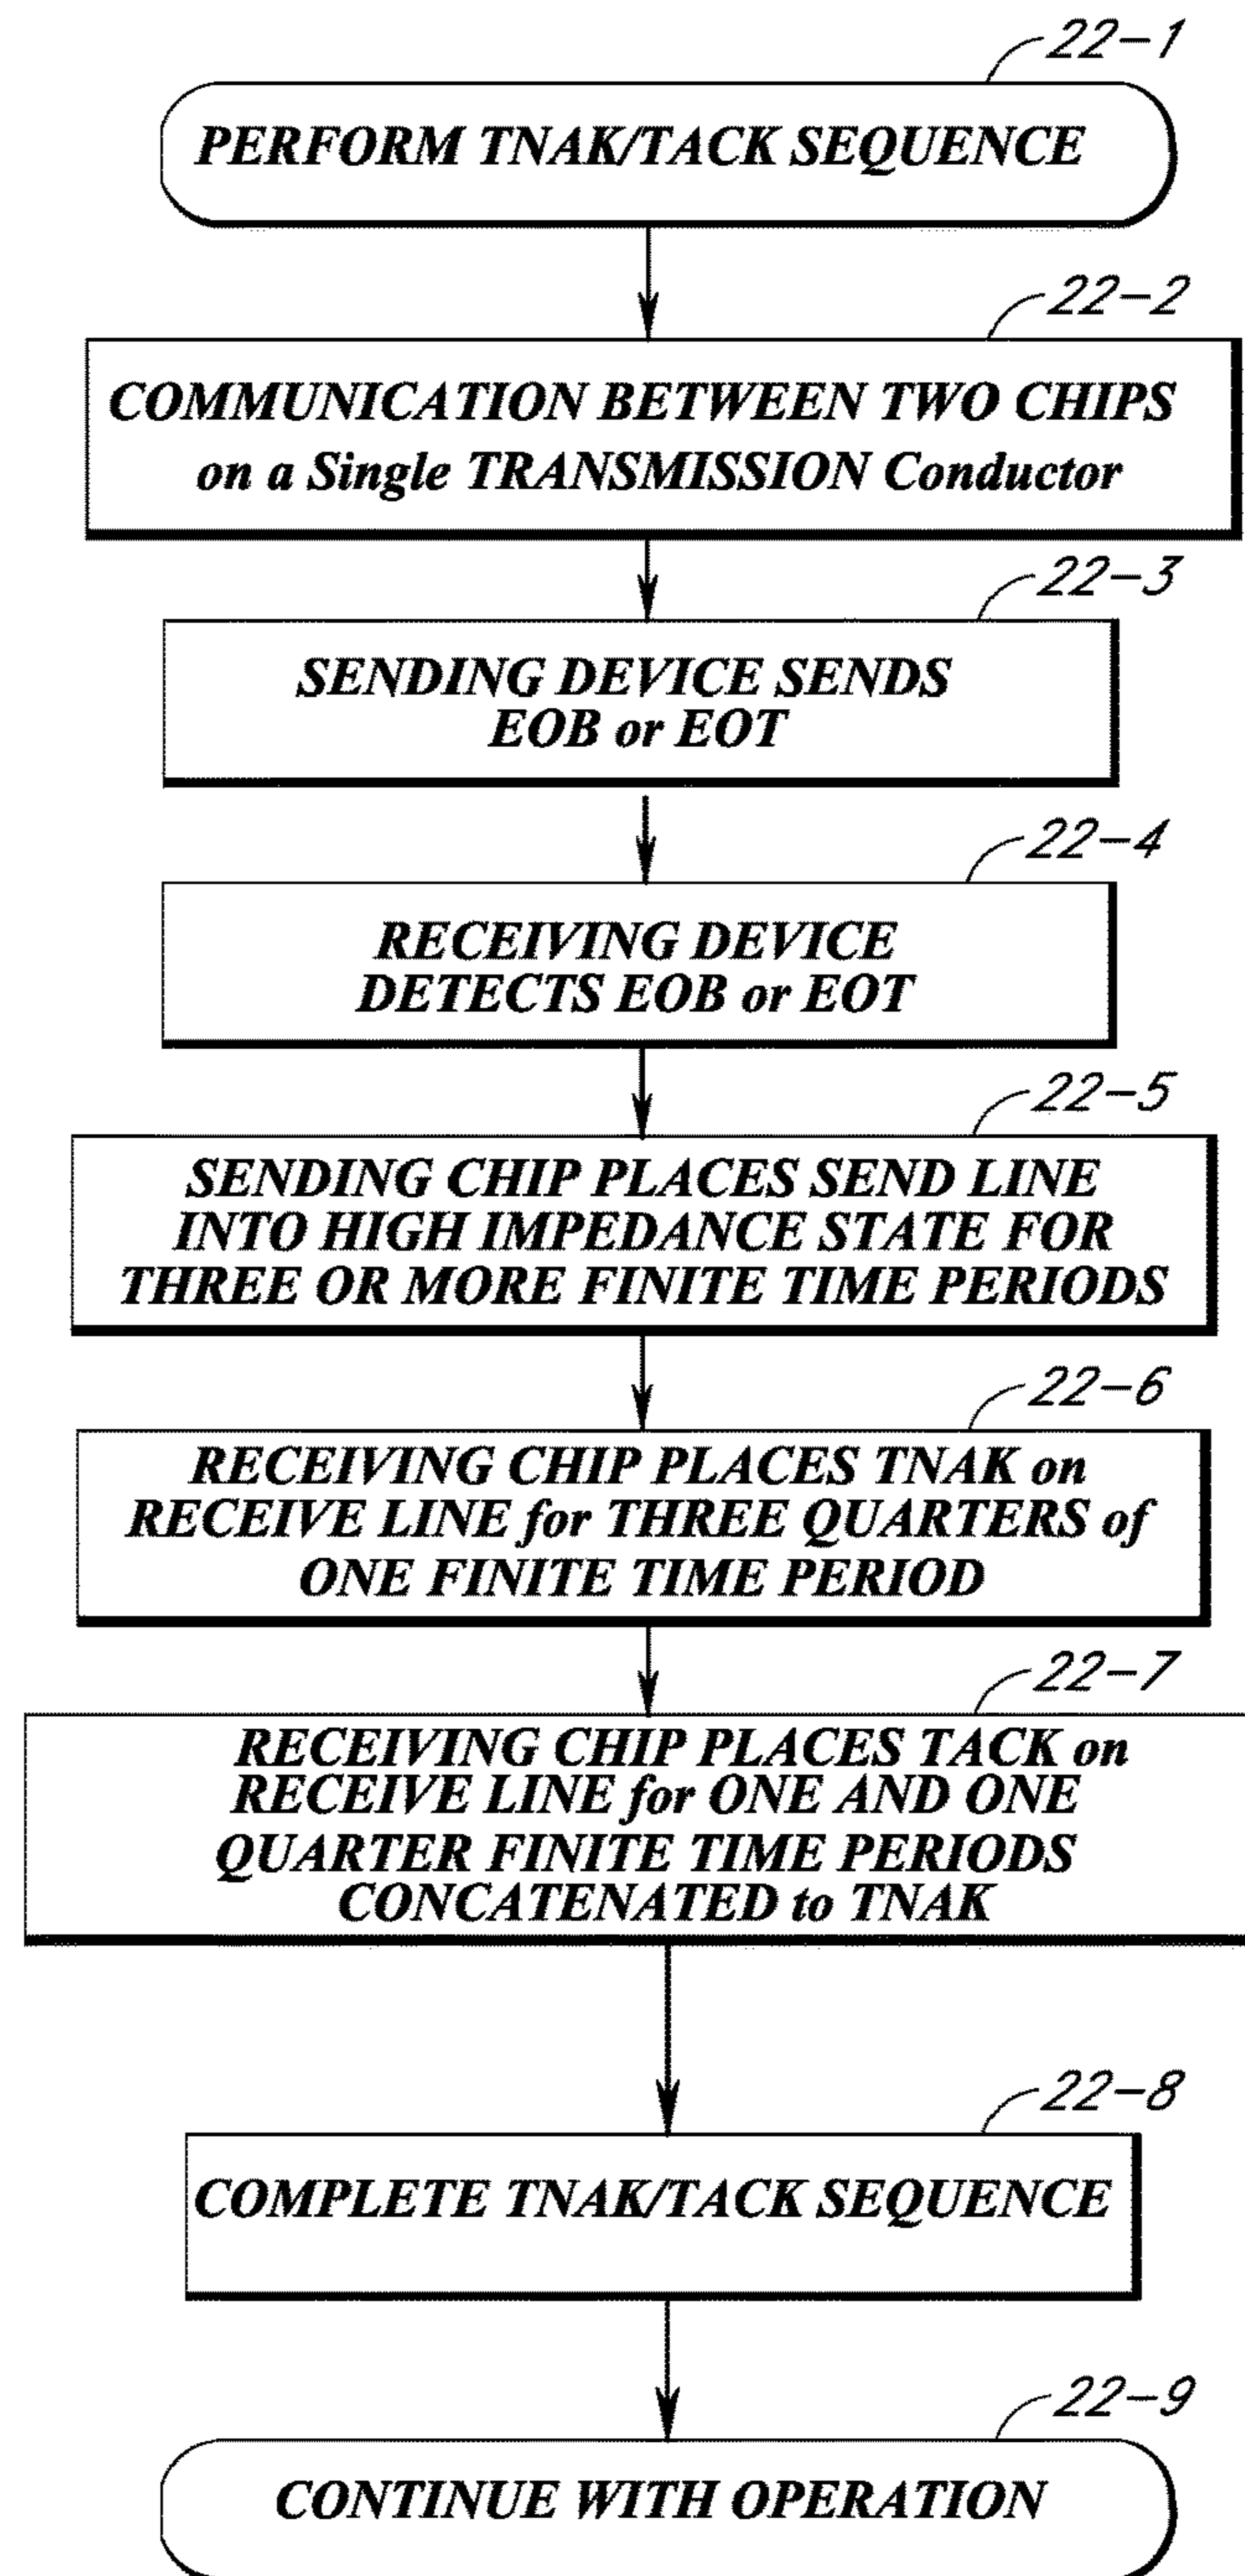 22-1
PERFORM TNAK/TACK SEQUENCE
22-2
COMMUNICATION BETWEEN TWO CHIPS
on a Single TRANSMISSION Conductor
22-3
SENDING DEVICE SENDS
EOB or EOT
22-4
RECEIVING DEVICE
DETECTS EOB or EOT
22-5
SENDING CHIP PLACES SEND LINE
INTO HIGH IMPEDANCE STATE FOR
THREE OR MORE FINITE TIME PERIODS
22-6
RECEIVING CHIP PLACES TNAK on
RECEIVE LINE for THREE QUARTERS of
ONE FINITE TIME PERIOD
22-7
RECEIVING CHIP PLACES TACK on
RECEIVE LINE for ONE AND ONE
QUARTER FINITE TIME PERIODS
CONCATENATED to TNAK
22-8
COMPLETE TNAK/TACK SEQUENCE
22-9
CONTINUE WITH OPERATION